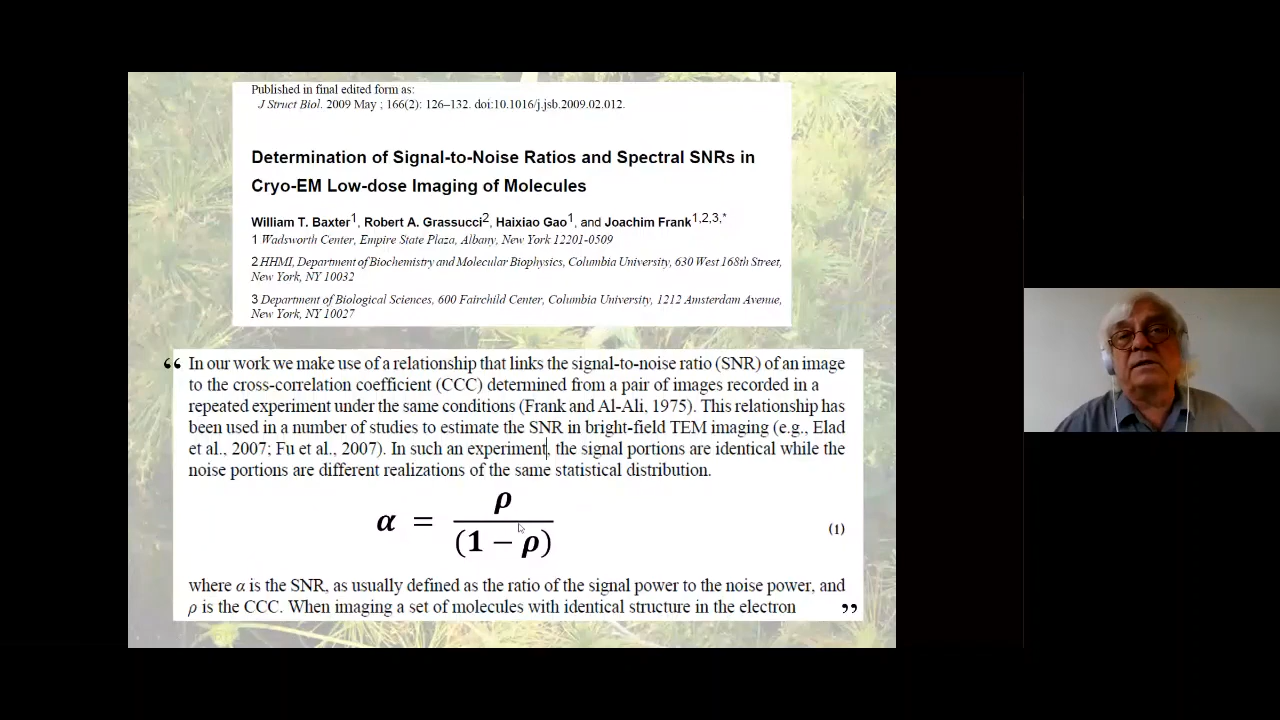 Published in final edited form as:
J Struct Biol. 2009 May ; 166(2): 126–132. doi:10.1016/j.jsb.2009.02.012.
Determination of Signal-to-Noise Ratios and Spectral SNRs in
Cryo-EM Low-dose Imaging of Molecules
William T. Baxter1, Robert A. Grassucci2, Haixiao Gao1, and Joachim Frank1,2,3,*
1 Wadsworth Center, Empire State Plaza, Albany, New York 12201-0509
2 HHMI, Department of Biochemistry and Molecular Biophysics, Columbia University, 630 West 168th Street,
New York, NY 10032
3 Department of Biological Sciences, 600 Fairchild Center, Columbia University, 1212 Amsterdam Avenue,
New York, NY 10027
“ In our work we make use of a relationship that links the signal-to-noise ratio (SNR) of an image
to the cross-correlation coefficient (CCC) determined from a pair of images recorded in a
repeated experiment under the same conditions (Frank and Al-Ali, 1975). This relationship has
been used in a number of studies to estimate the SNR in bright-field TEM imaging (e.g., Elad
et al., 2007; Fu et al., 2007). In such an experiment, the signal portions are identical while the
noise portions are different realizations of the same statistical distribution.
α = ρ / (1 − ρ) (1)
where α is the SNR, as usually defined as the ratio of the signal power to the noise power, and
ρ is the CCC. When imaging a set of molecules with identical structure in the electron ”